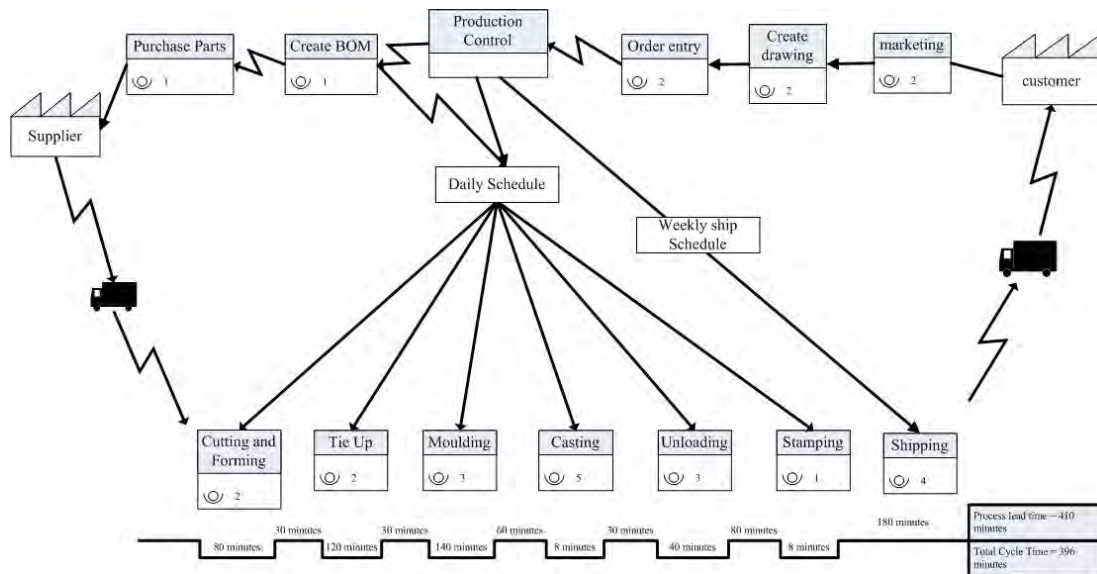 Purchase Parts
1
Create BOM
1
Production
Control
Order entry
2
Create
drawing
2
marketing
2
customer
Supplier
Daily Schedule
Weekly ship
Schedule
Cutting and
Forming
2
Tie Up
2
Moulding
3
Casting
5
Unloading
3
Stamping
1
Shipping
4
30 minutes
30 minutes
60 minutes
30 minutes
80 minutes
180 minutes
80 minutes
120 minutes
140 minutes
8 minutes
40 minutes
8 minutes
Process lead time = 410
minutes
Total Cycle Time = 396
minutes